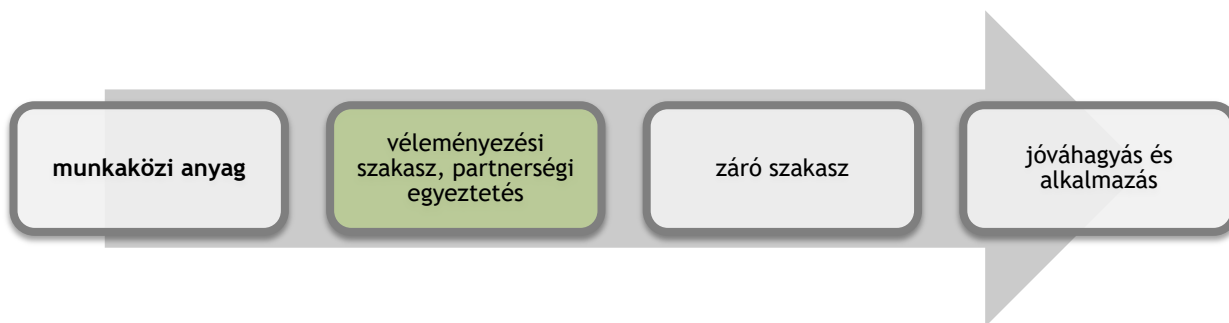 munkaközi anyag
véleményezési
szakasz, partnerségi
egyeztetés
záró szakasz
jóváhagyás és
alkalmazás